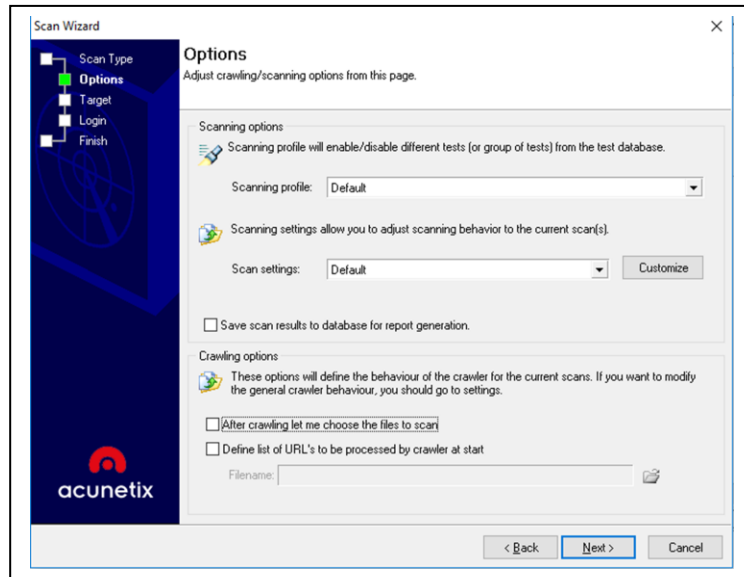 Scan Wizard
Scan Type
Options
Target
Login
Finish
Options
Adjust crawling/scanning options from this page.
Scanning options
Scanning profile will enable/disable different tests (or group of tests) from the test database.
Scanning profile: Default
Scanning settings allow you to adjust scanning behavior to the current scan(s).
Scan settings: Default Customize
Save scan results to database for report generation.
Crawling options
These options will define the behaviour of the crawler for the current scans. If you want to modify
the general crawler behaviour, you should go to settings.
After crawling let me choose the files to scan
Define list of URL's to be processed by crawler at start
Filename:
acunetix
< Back Next > Cancel